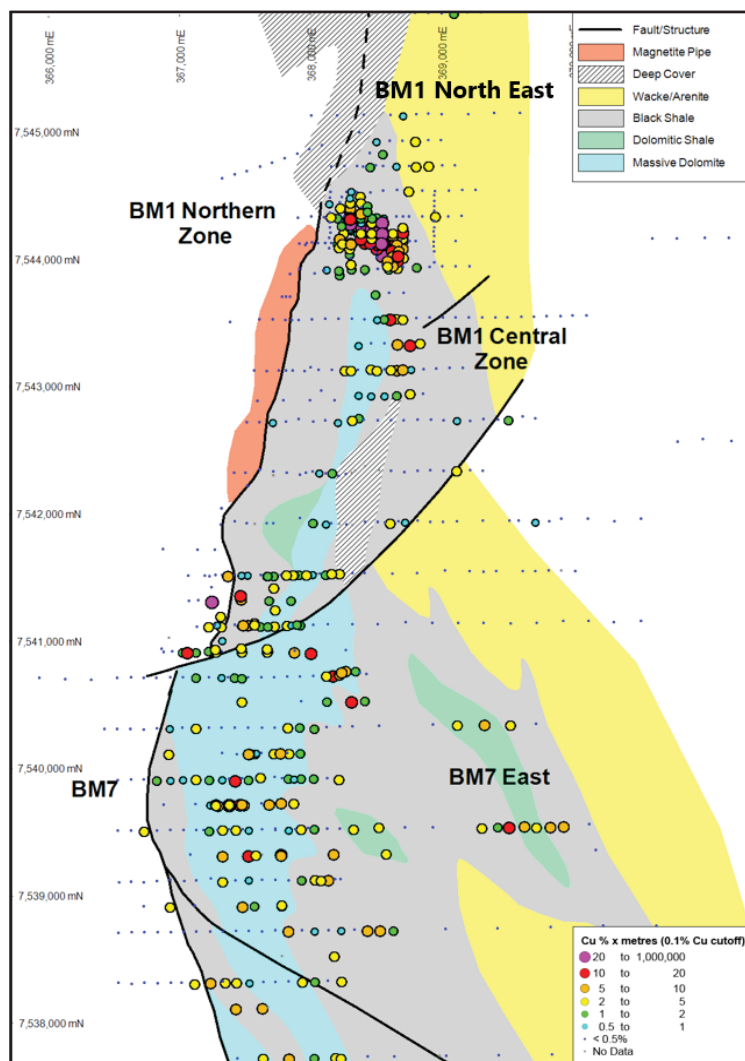 366,000 mE
367,000 mE
368,000 mE
369,000 mE
Fault/Structure
Magnetite Pipe
Deep Cover
Wacke/Arenite
Black Shale
Dolomitic Shale
Massive Dolomite
BM1 North East
7,545,000 mN
BM1 Northern
Zone
7,544,000 mN
BM1 Central
Zone
7,543,000 mN
7,542,000 mN
7,541,000 mN
7,540,000 mN
BM7
BM7 East
7,539,000 mN
7,538,000 mN
Cu % x metres (0.1% Cu cutoff)
20 to 1,000,000
10 to 20
5 to 10
2 to 5
1 to 2
0.5 to 1
< 0.5%
No Data